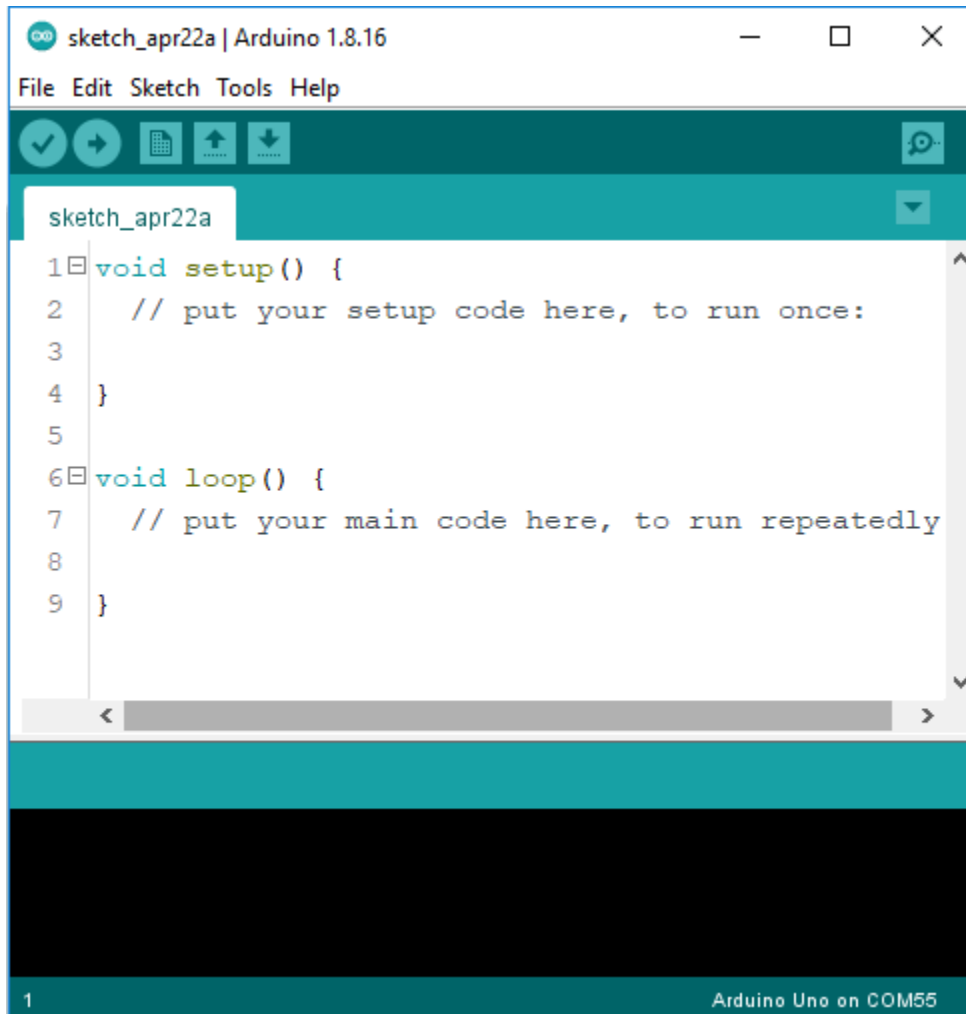 sketch_apr22a | Arduino 1.8.16
File Edit Sketch Tools Help
sketch_apr22a
1 void setup() {
2 // put your setup code here, to run once:
3
4 }
5
6 void loop() {
7 // put your main code here, to run repeatedly
8
9 }
1 Arduino Uno on COM55